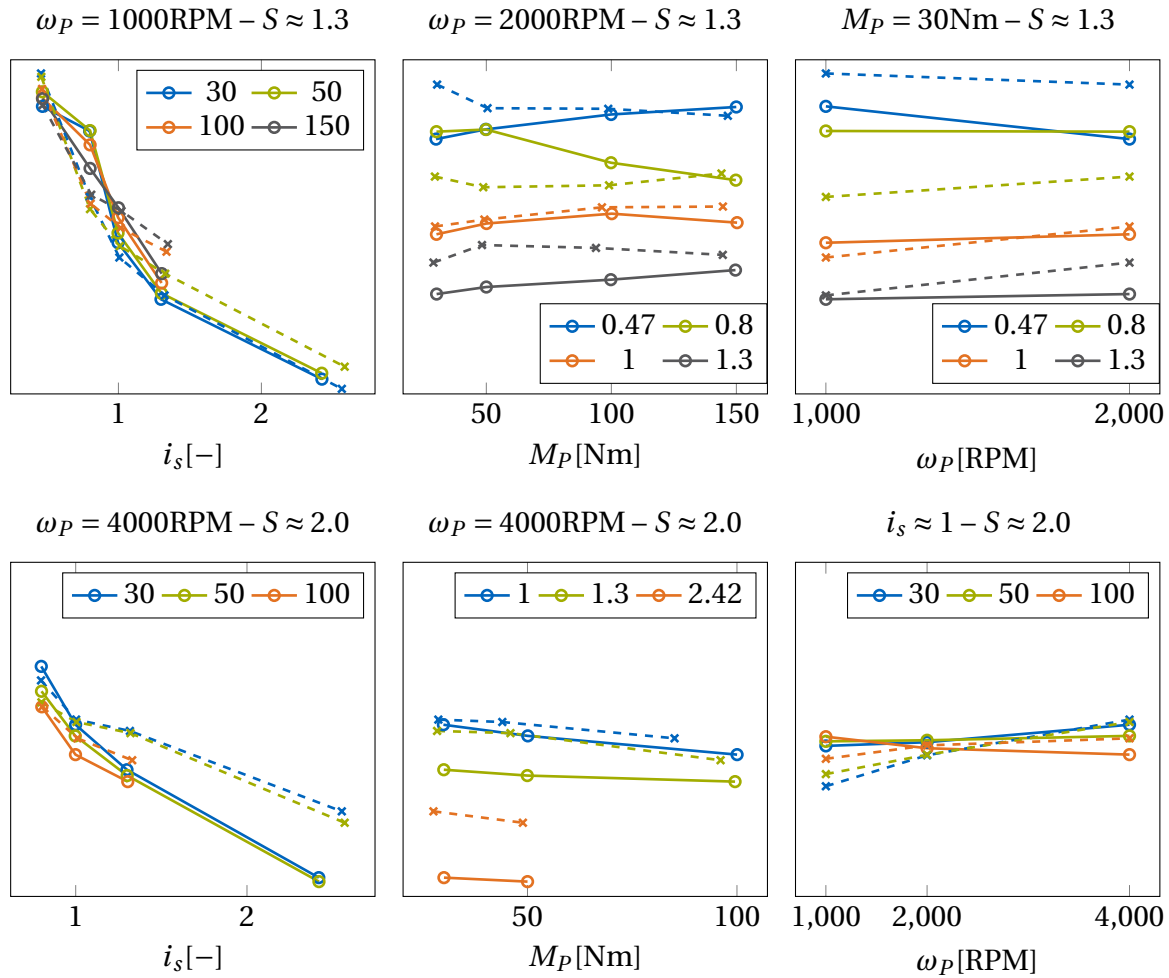 ω_P = 1000RPM – S ≈ 1.3
30 50
100 150
1 2
i_s[−]
ω_P = 2000RPM – S ≈ 1.3
0.47 0.8
1 1.3
50 100 150
M_P[Nm]
M_P = 30Nm – S ≈ 1.3
0.47 0.8
1 1.3
1,000 2,000
ω_P[RPM]
ω_P = 4000RPM – S ≈ 2.0
30 50 100
1 2
i_s[−]
ω_P = 4000RPM – S ≈ 2.0
1 1.3 2.42
50 100
M_P[Nm]
i_s ≈ 1 – S ≈ 2.0
30 50 100
1,000 2,000 4,000
ω_P[RPM]